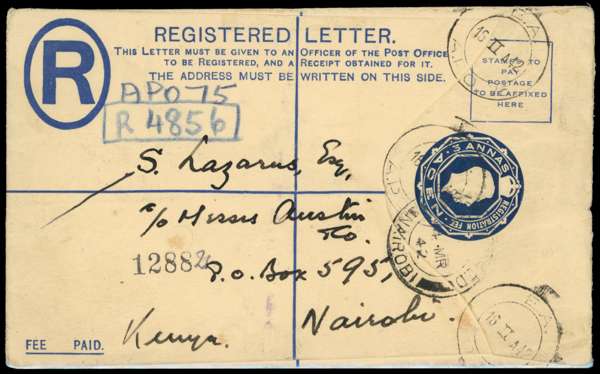 R
REGISTERED LETTER.
THIS LETTER MUST BE GIVEN TO AN OFFICER OF THE POST OFFICE
TO BE REGISTERED, AND A RECEIPT OBTAINED FOR IT.
THE ADDRESS MUST BE WRITTEN ON THIS SIDE.
STAMPS TO
PAY
POSTAGE
TO BE AFFIXED
HERE
APO 75
R 4856
S. Lazarus, Esq,
c/o Messrs Austin
& Co.
P.O. Box 595,
Nairobi.
Kenya.
12882
ADEN
3 ANNAS
REGISTRATION FEE
NAIROBI
MR
42
FEE PAID.